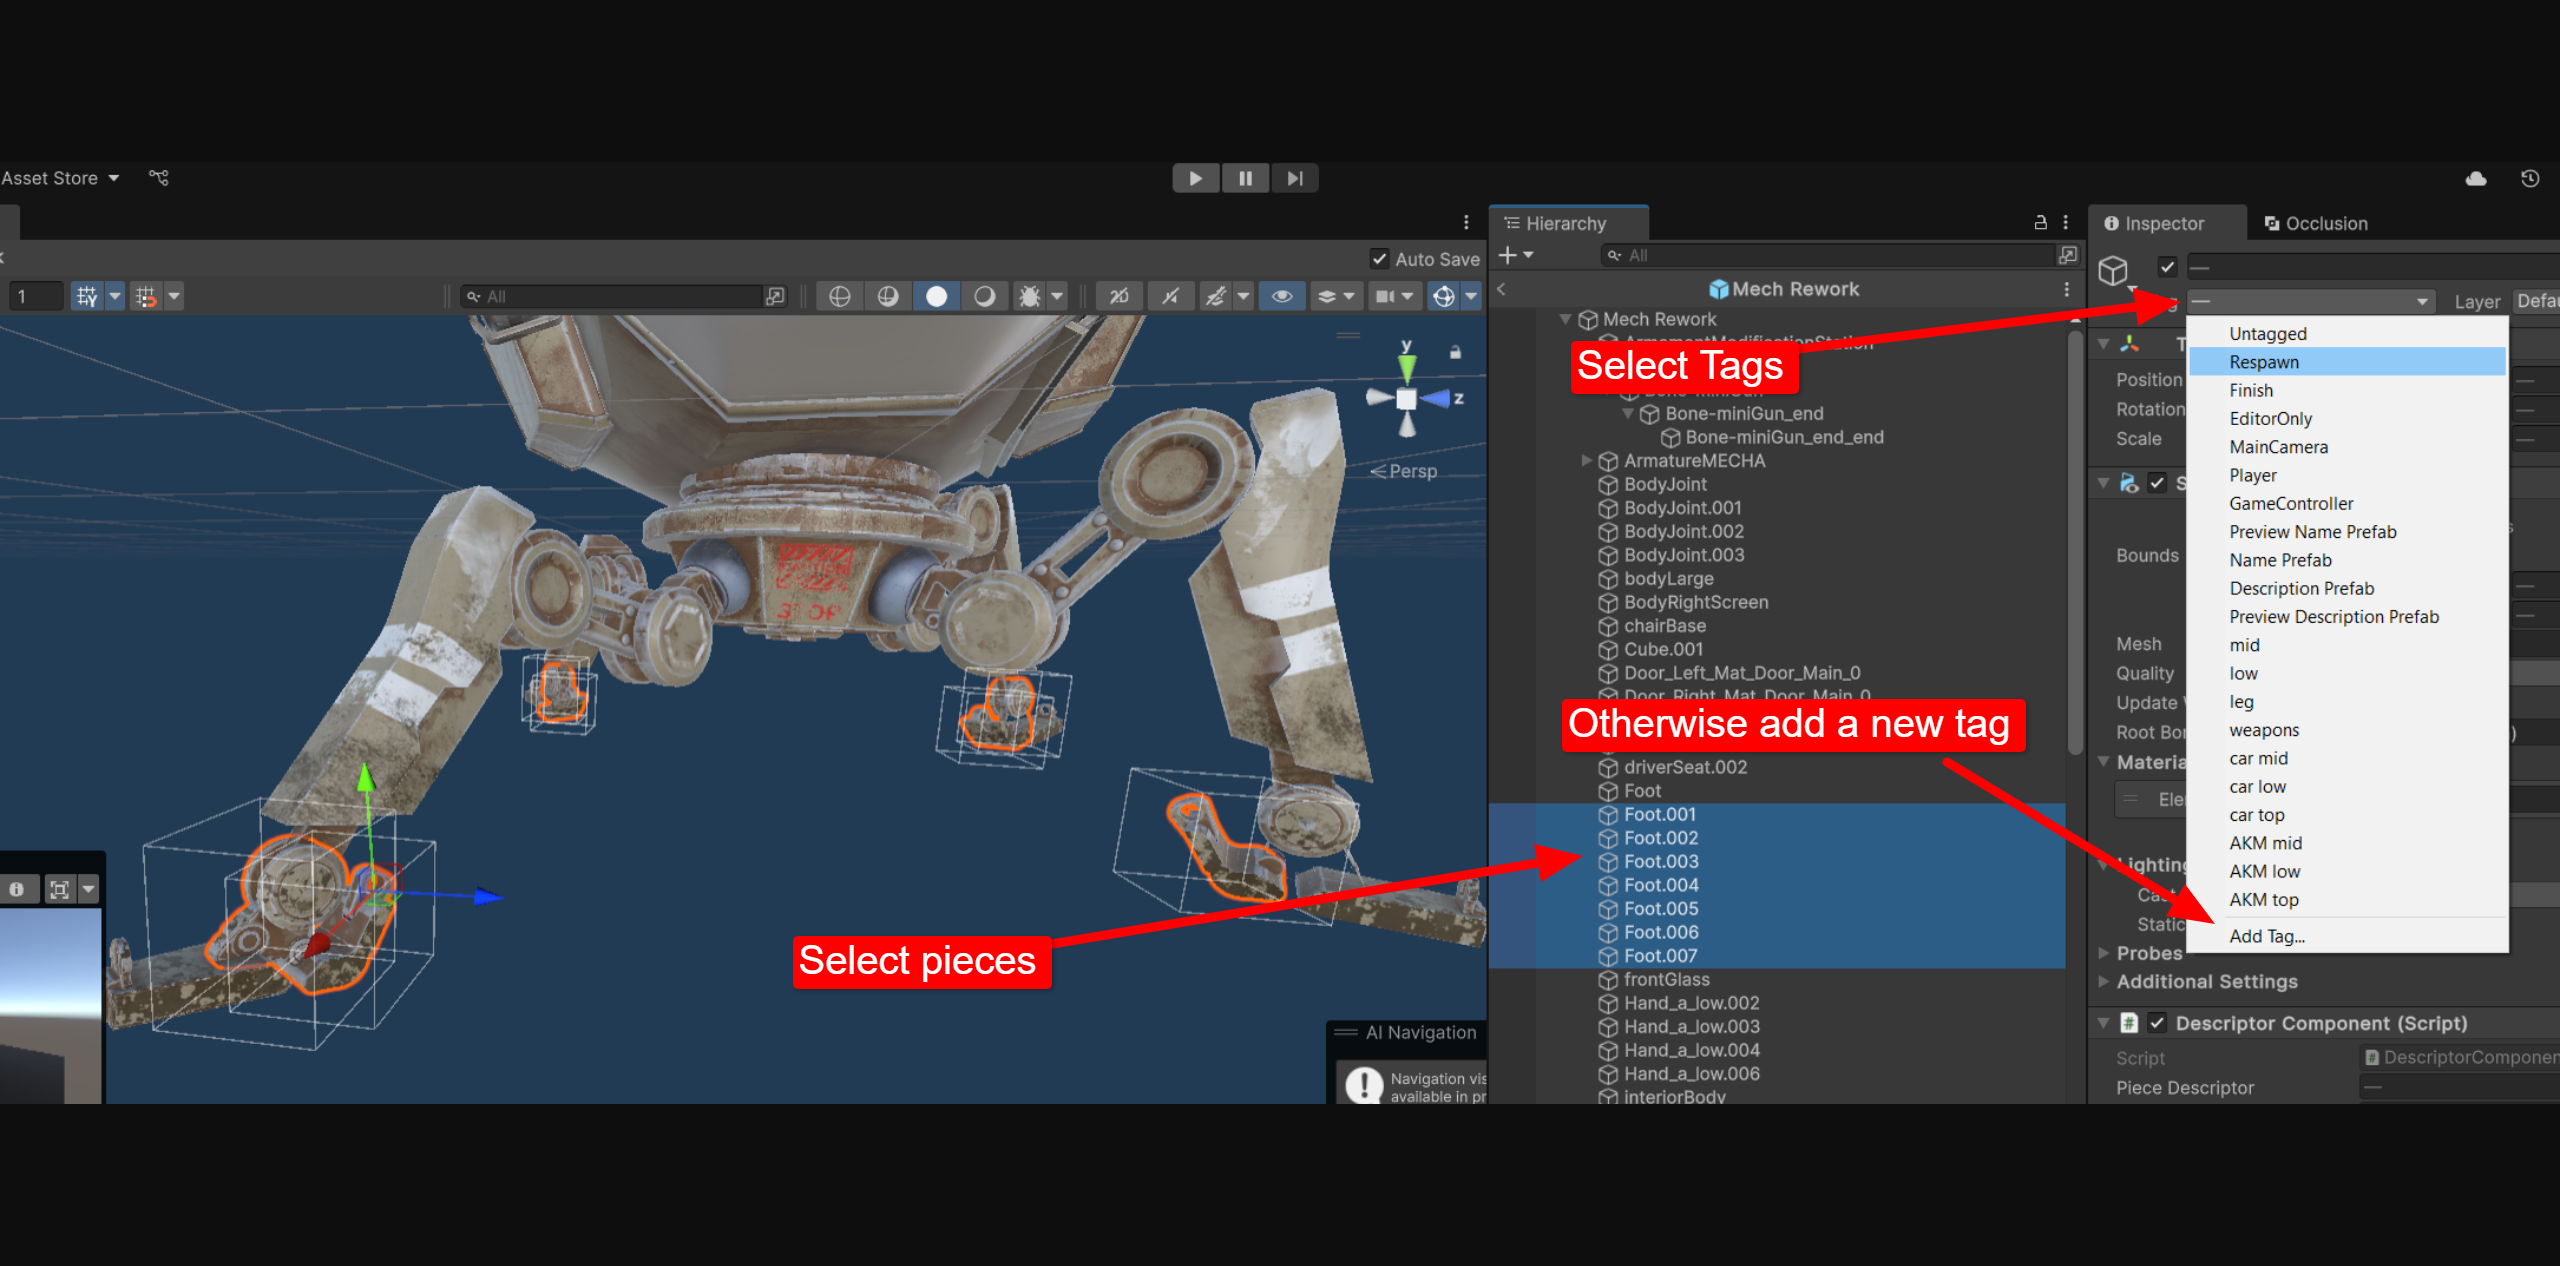 Asset Store
Auto Save
1
All
Persp
y
z
STOP
AI Navigation
Navigation vis
available in pr
Select pieces
Hierarchy
All
Mech Rework
Mech Rework
ArmamentModificationStation
Select Tags
Bone-miniGun
Bone-miniGun_end
Bone-miniGun_end_end
ArmatureMECHA
BodyJoint
BodyJoint.001
BodyJoint.002
BodyJoint.003
bodyLarge
BodyRightScreen
chairBase
Cube.001
Door_Left_Mat_Door_Main_0
Door_Right_Mat_Door_Main_0
Otherwise add a new tag
driverSeat.002
Foot
Foot.001
Foot.002
Foot.003
Foot.004
Foot.005
Foot.006
Foot.007
frontGlass
Hand_a_low.002
Hand_a_low.003
Hand_a_low.004
Hand_a_low.006
interiorBody
Inspector
Occlusion
—
g — Layer Defau
T
Position —
Rotation —
Scale —
S
s
Bounds
—
—
Mesh
Quality
Update
Root Bo )
Materia
Ele
Lighting
Cast
Static
Probes
Additional Settings
Untagged
Respawn
Finish
EditorOnly
MainCamera
Player
GameController
Preview Name Prefab
Name Prefab
Description Prefab
Preview Description Prefab
mid
low
leg
weapons
car mid
car low
car top
AKM mid
AKM low
AKM top
Add Tag...
# Descriptor Component (Script)
Script DescriptorComponen
Piece Descriptor —